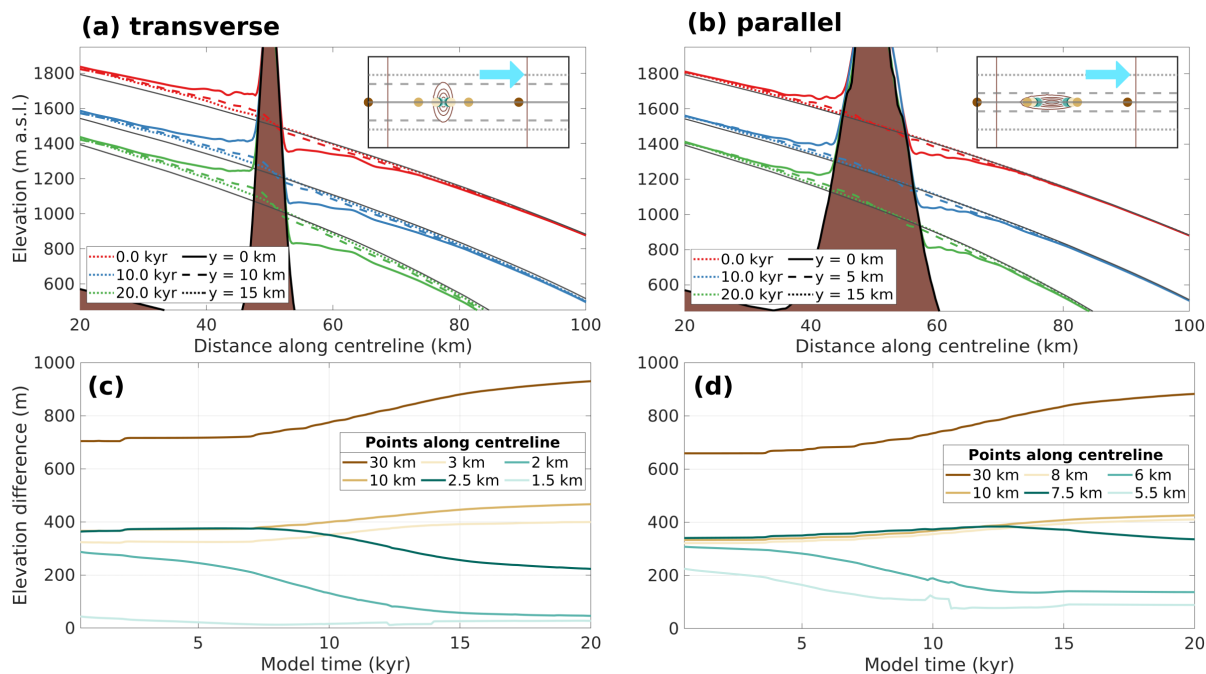 (a) transverse
(b) parallel
Elevation (m a.s.l.)
1800
1600
1400
1200
1000
800
600
0.0 kyr y = 0 km
10.0 kyr y = 10 km
20.0 kyr y = 15 km
20 40 60 80 100
Distance along centreline (km)
1800
1600
1400
1200
1000
800
600
0.0 kyr y = 0 km
10.0 kyr y = 5 km
20.0 kyr y = 15 km
20 40 60 80 100
Distance along centreline (km)
(c)
Elevation difference (m)
1000
800
600
400
200
0
Points along centreline
30 km 3 km 2 km
10 km 2.5 km 1.5 km
5 10 15 20
Model time (kyr)
(d)
1000
800
600
400
200
0
Points along centreline
30 km 8 km 6 km
10 km 7.5 km 5.5 km
5 10 15 20
Model time (kyr)